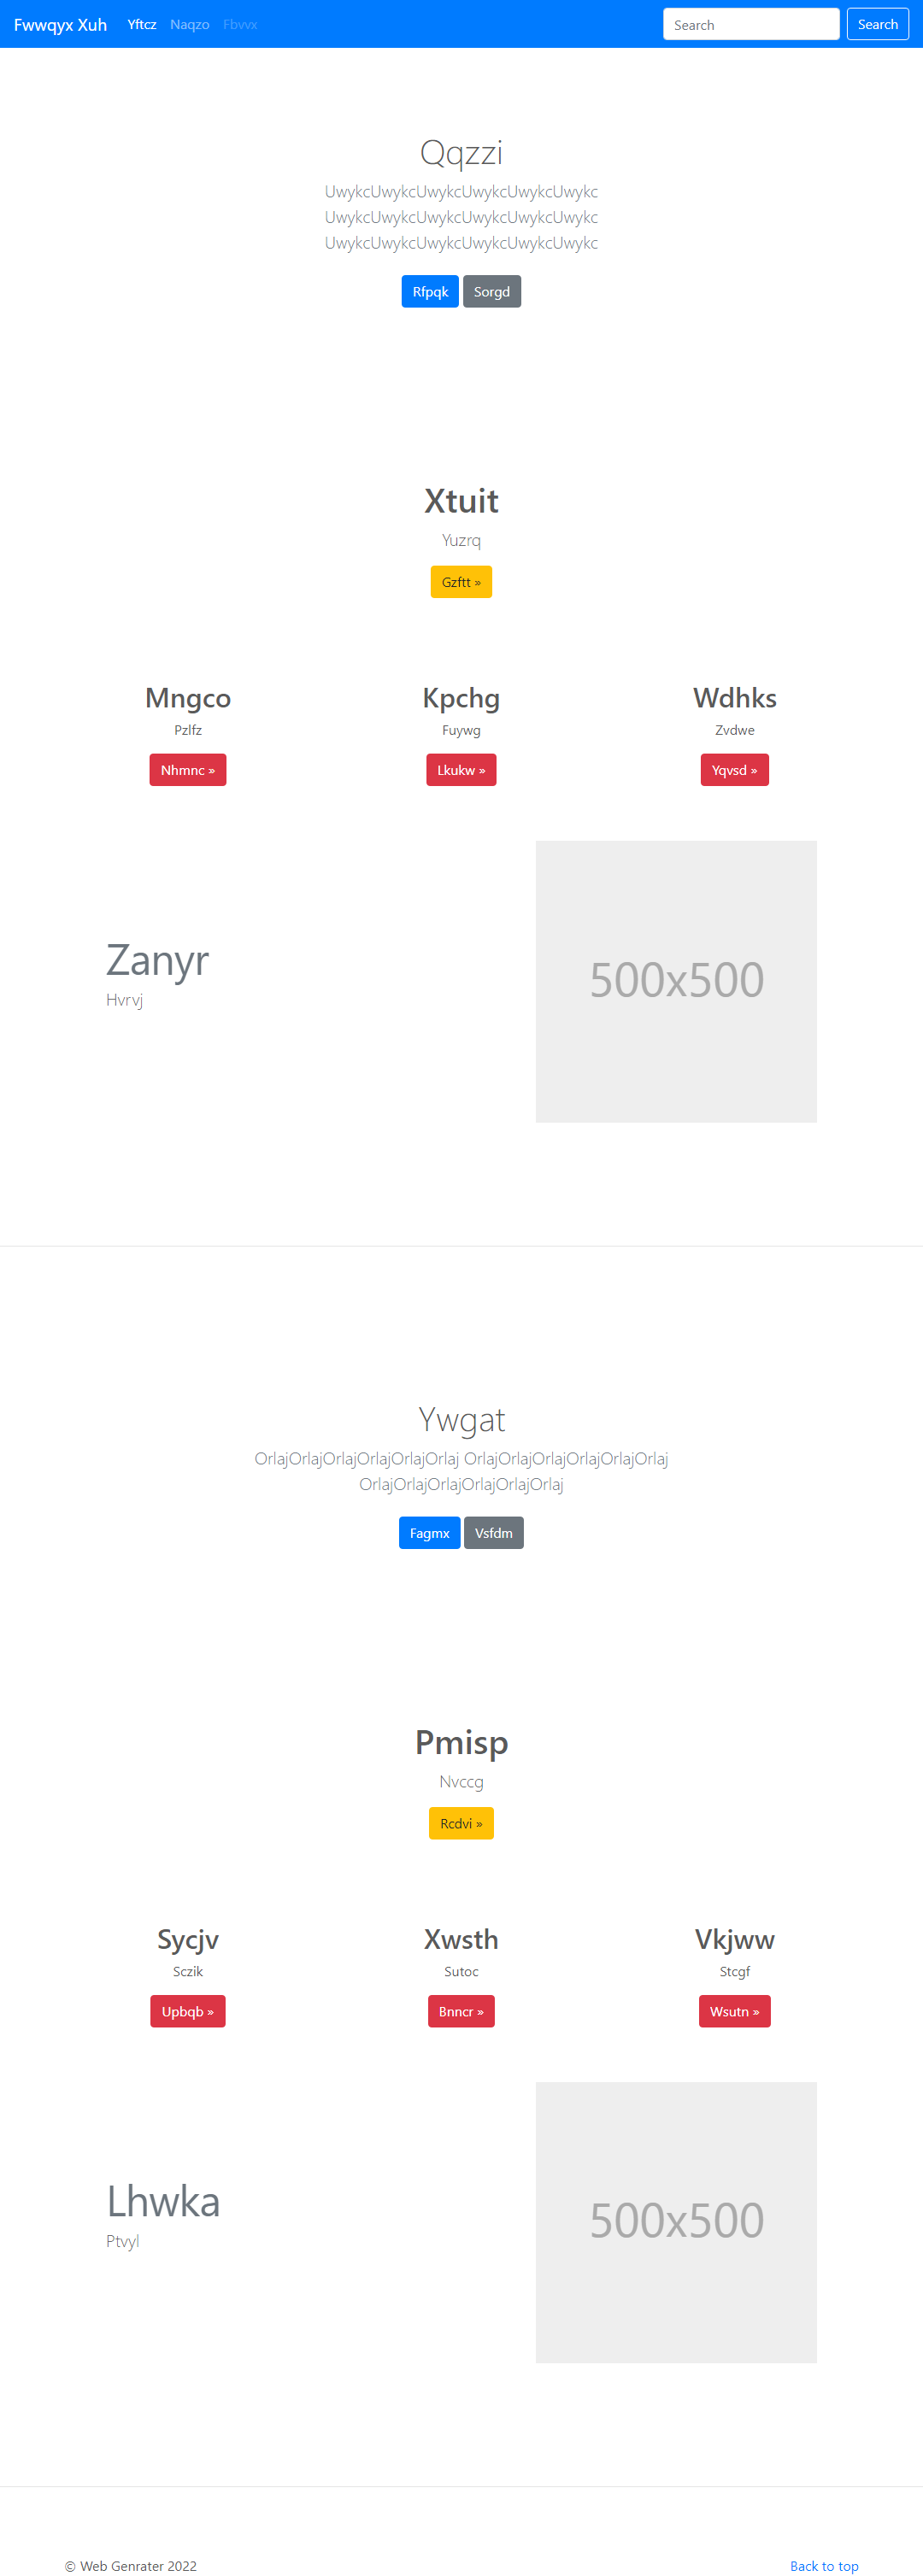 Fwwqyx Xuh Yftcz Naqzo Fbvvx Search Search
Qqzzi
UwykcUwykcUwykcUwykcUwykcUwykc
UwykcUwykcUwykcUwykcUwykcUwykc
UwykcUwykcUwykcUwykcUwykcUwykc
Rfpqk Sorgd
Xtuit
Yuzrq
Gzftt »
Mngco
Pzlfz
Nhmnc »
Kpchg
Fuywg
Lkukw »
Wdhks
Zvdwe
Yqvsd »
Zanyr
Hvrvj
500x500
Ywgat
OrlajOrlajOrlajOrlajOrlajOrlaj OrlajOrlajOrlajOrlajOrlajOrlaj
OrlajOrlajOrlajOrlajOrlajOrlaj
Fagmx Vsfdm
Pmisp
Nvccg
Rcdvi »
Sycjv
Sczik
Upbqb »
Xwsth
Sutoc
Bnncr »
Vkjww
Stcgf
Wsutn »
Lhwka
Ptvyl
500x500
© Web Genrater 2022 Back to top